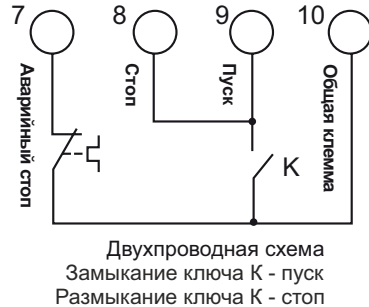 7 8 9 10
Аварийный стоп
Стоп
Пуск
Общая клемма
K
Двухпроводная схема
Замыкание ключа К - пуск
Размыкание ключа К - стоп